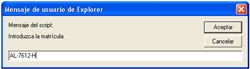 Mensaje de usuario de Explorer
Mensaje del script:
Aceptar
Introduzca la matrícula
Cancelar
AL-7612-H